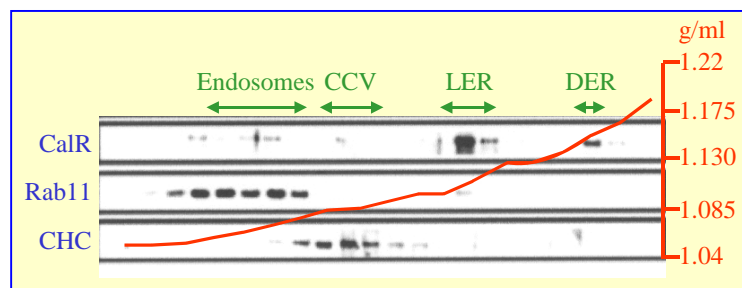 g/ml
1.22
Endosomes CCV LER DER
1.175
CalR
1.130
Rab11
1.085
CHC
1.04